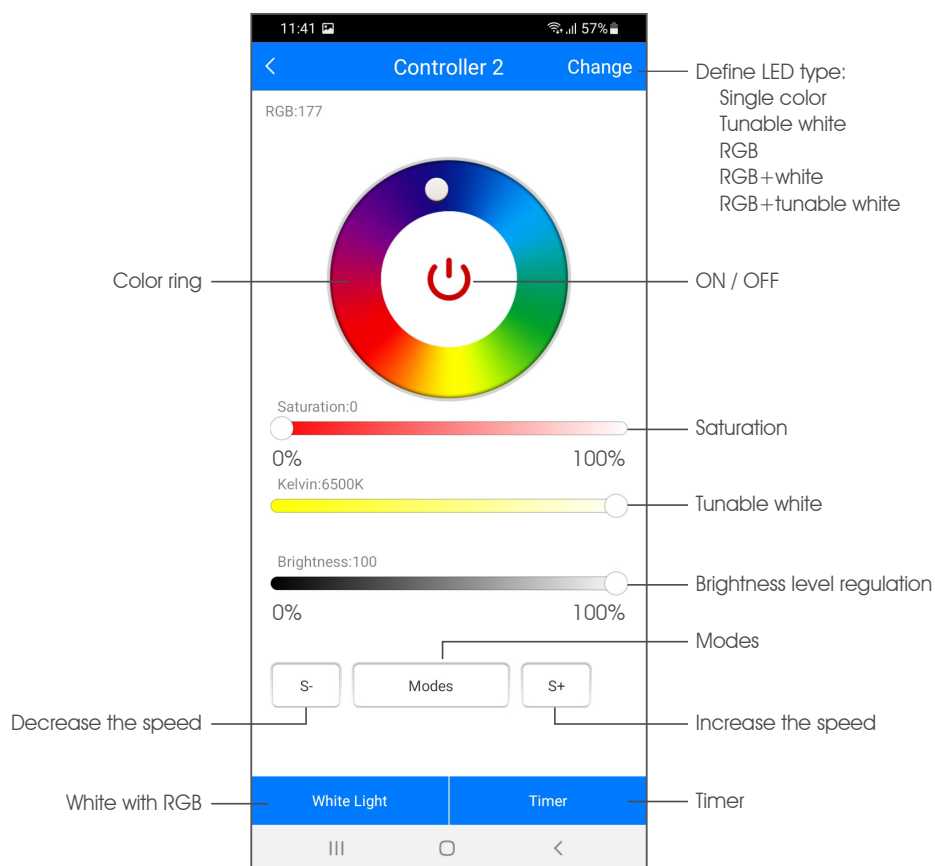 11:41 57%
Controller 2 Change
Define LED type:
Single color
Tunable white
RGB
RGB+white
RGB+tunable white
RGB:177
Color ring
ON / OFF
Saturation:0
Saturation
0% 100%
Kelvin:6500K
Tunable white
Brightness:100
Brightness level regulation
0% 100%
Modes
S- Modes S+
Decrease the speed
Increase the speed
White with RGB
White Light Timer
Timer